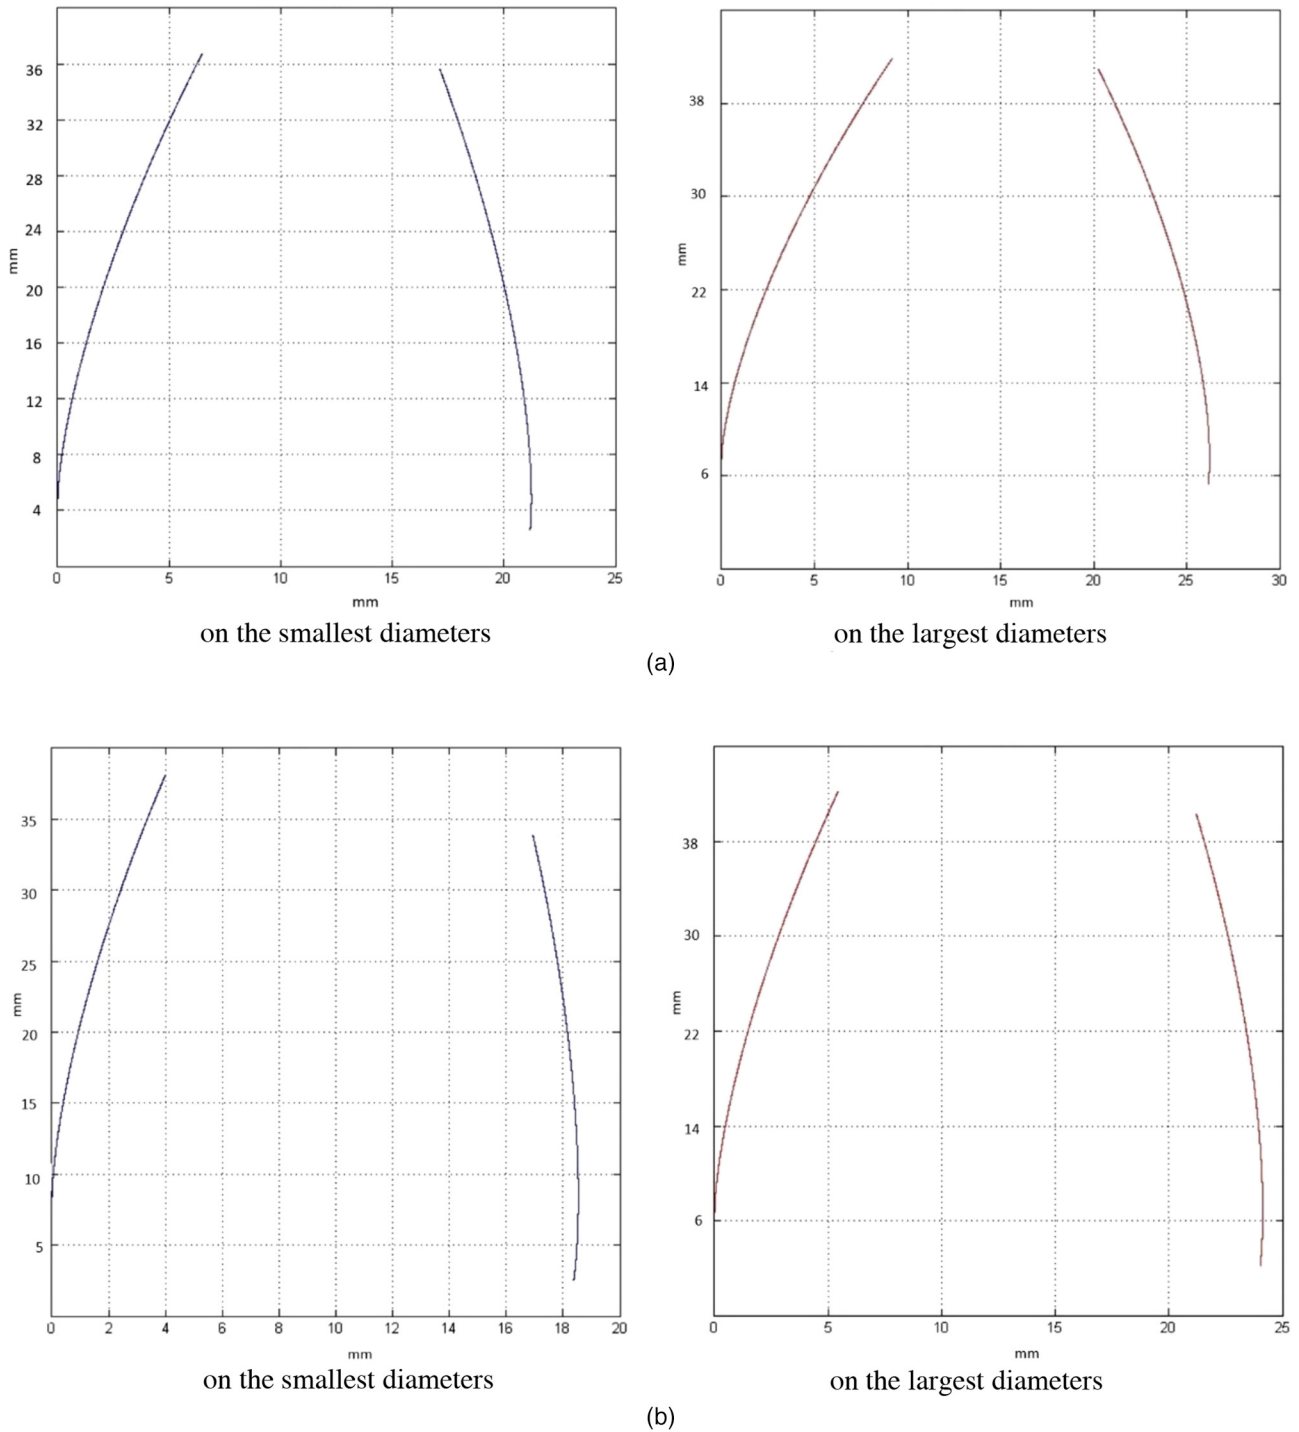 36
32
28
24
20
16
12
8
4
mm
0 5 10 15 20 25
mm
on the smallest diameters
38
30
22
14
6
mm
0 5 10 15 20 25 30
mm
on the largest diameters
(a)
35
30
25
20
15
10
5
mm
0 2 4 6 8 10 12 14 16 18 20
mm
on the smallest diameters
38
30
22
14
6
mm
0 5 10 15 20 25
mm
on the largest diameters
(b)